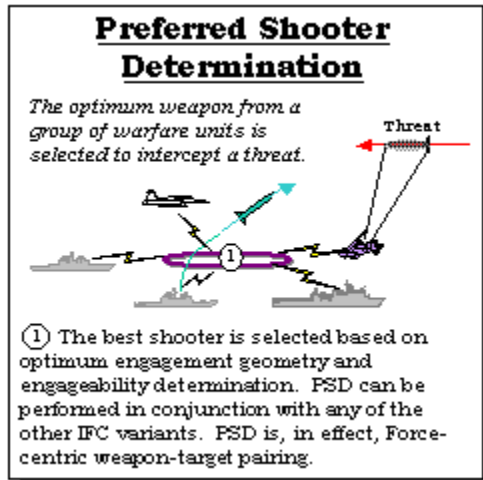 Preferred Shooter
Determination
The optimum weapon from a
group of warfare units is
selected to intercept a threat.
Threat
1
1 The best shooter is selected based on
optimum engagement geometry and
engageability determination. PSD can be
performed in conjunction with any of the
other IFC variants. PSD is, in effect, Force-
centric weapon-target pairing.